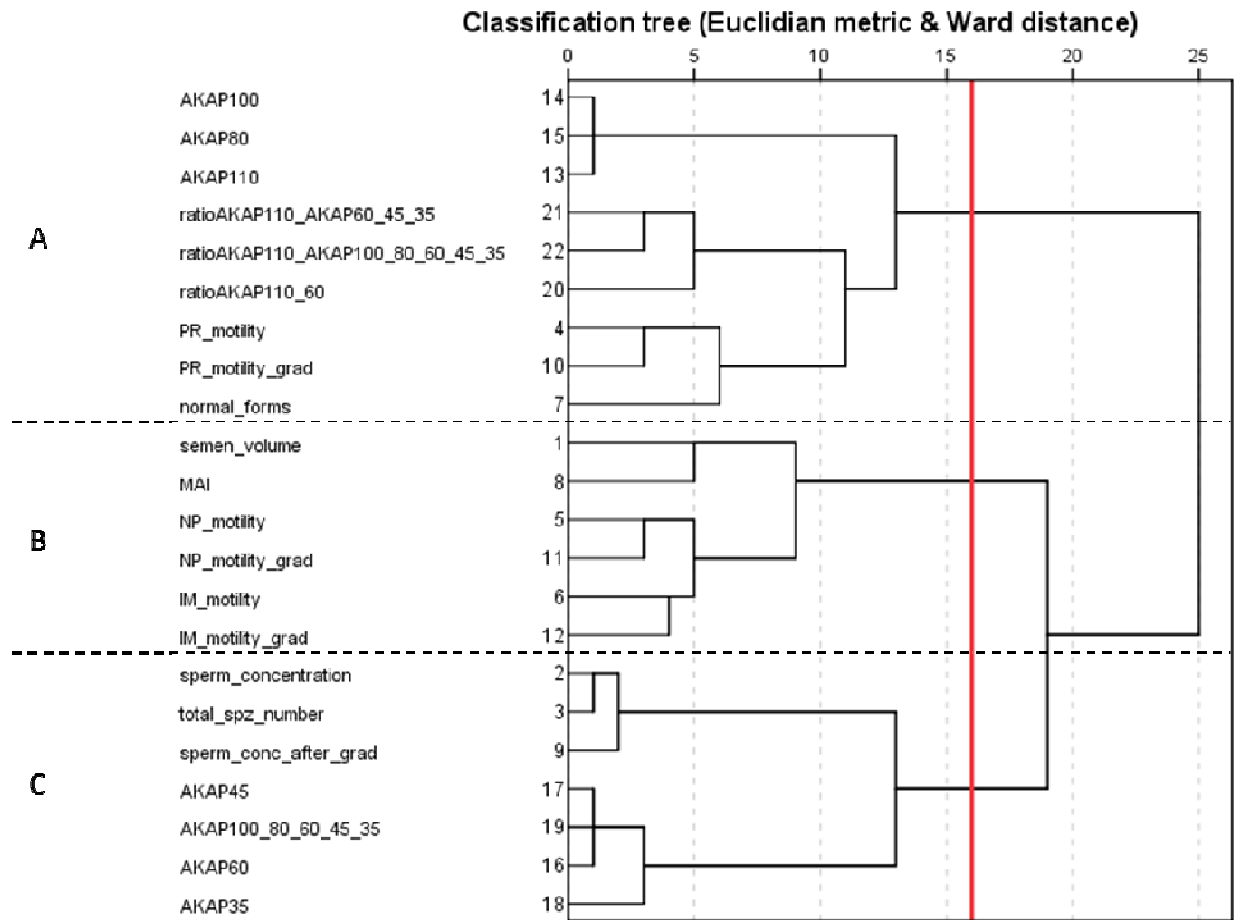 Classification tree (Euclidian metric & Ward distance)
0 5 10 15 20 25
AKAP100 14
AKAP80 15
AKAP110 13
ratioAKAP110_AKAP60_45_35 21
A
ratioAKAP110_AKAP100_80_60_45_35 22
ratioAKAP110_60 20
PR_motility 4
PR_motility_grad 10
normal_forms 7
semen_volume 1
MAI 8
NP_motility 5
B
NP_motility_grad 11
IM_motility 6
IM_motility_grad 12
sperm_concentration 2
total_spz_number 3
sperm_conc_after_grad 9
C
AKAP45 17
AKAP100_80_60_45_35 19
AKAP60 16
AKAP35 18